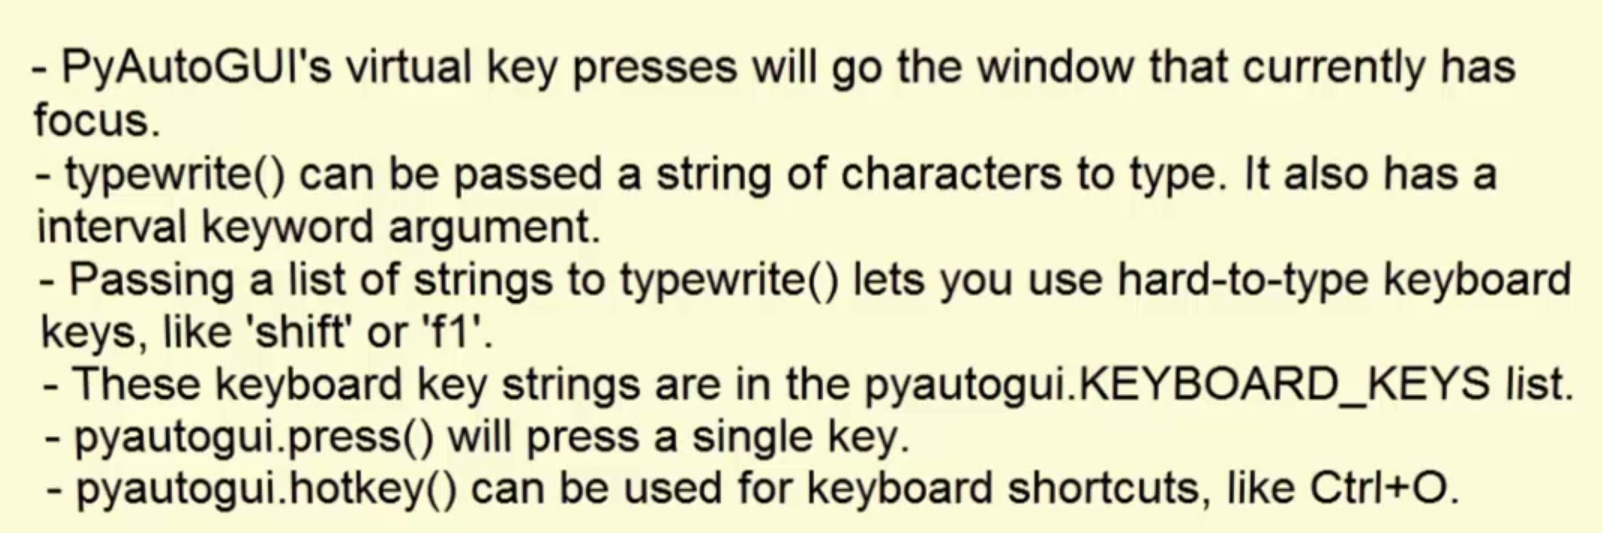 - PyAutoGUI's virtual key presses will go the window that currently has
focus.
- typewrite() can be passed a string of characters to type. It also has a
interval keyword argument.
- Passing a list of strings to typewrite() lets you use hard-to-type keyboard
keys, like 'shift' or 'f1'.
- These keyboard key strings are in the pyautogui.KEYBOARD_KEYS list.
- pyautogui.press() will press a single key.
- pyautogui.hotkey() can be used for keyboard shortcuts, like Ctrl+O.